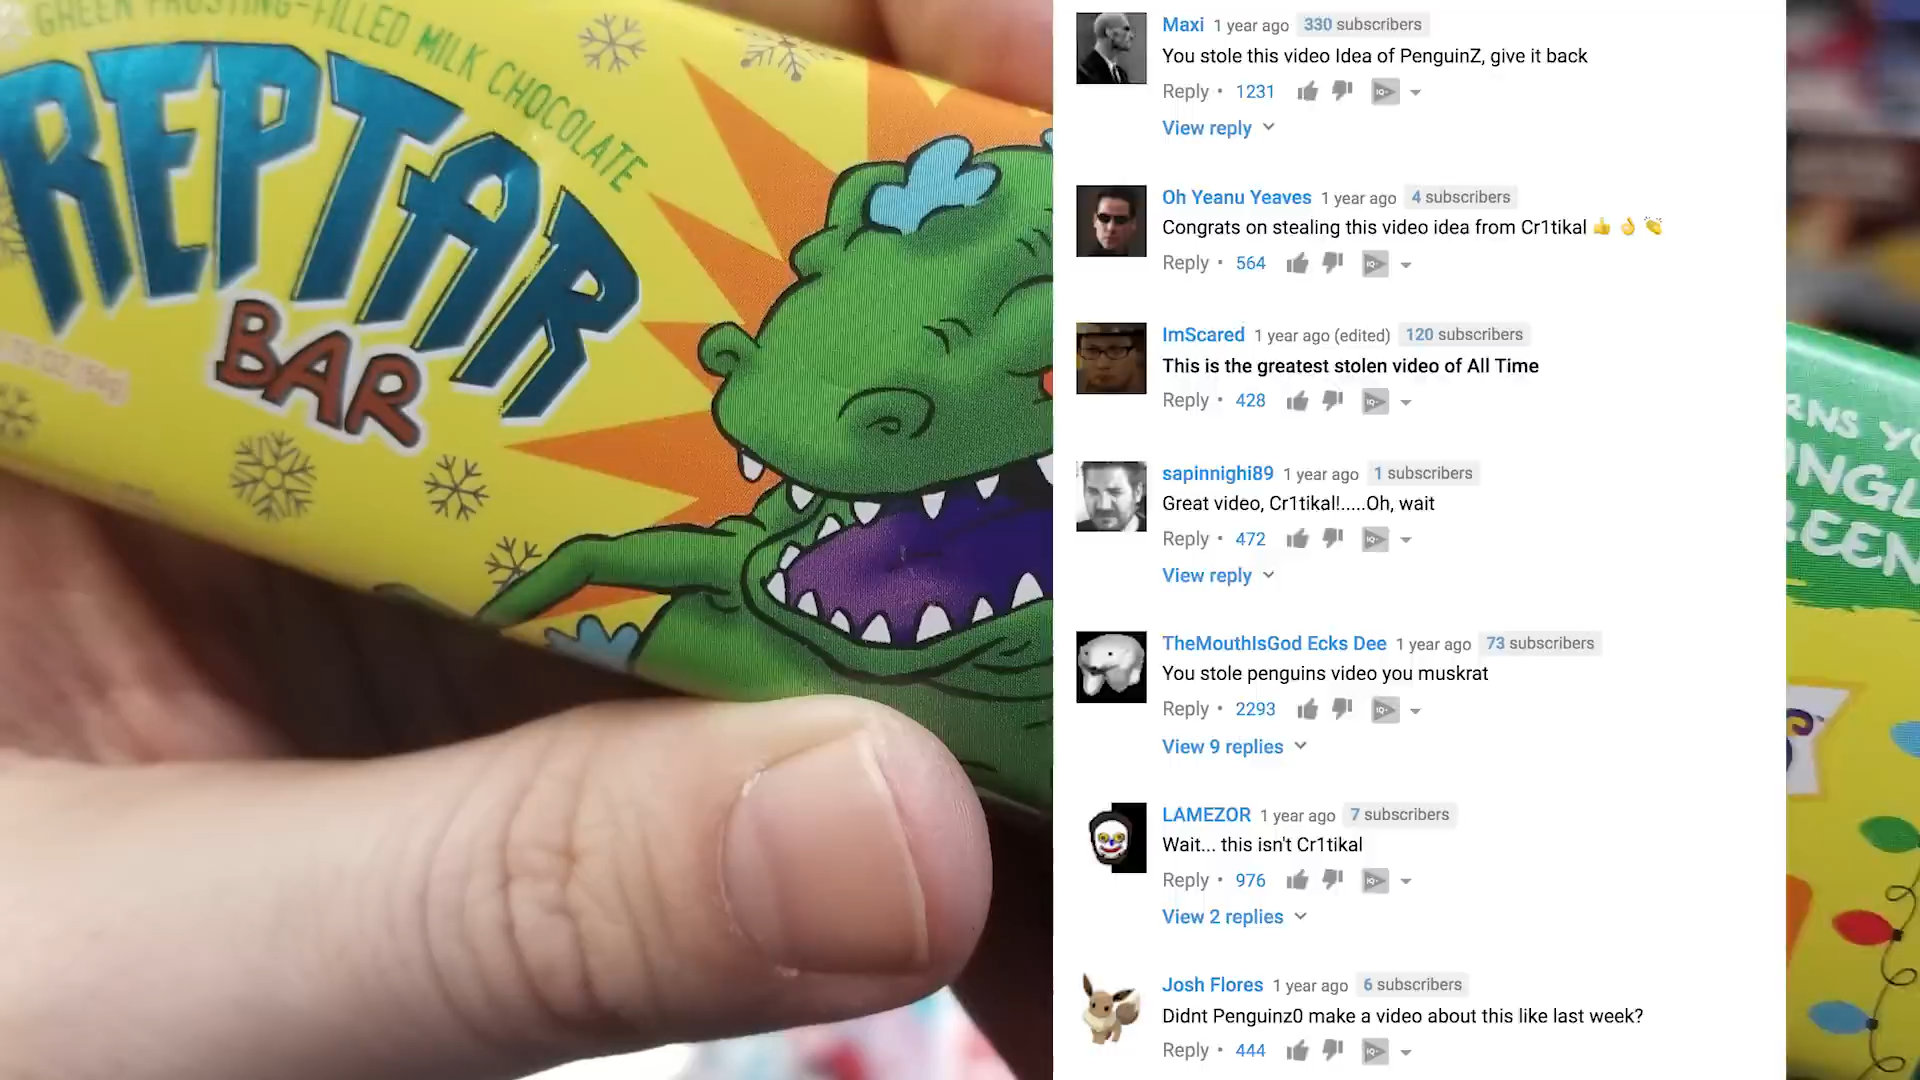 GREEN FROSTING-FILLED MILK CHOCOLATE
REPTAR
BAR
Maxi 1 year ago 330 subscribers
You stole this video Idea of PenguinZ, give it back
Reply • 1231
View reply
Oh Yeanu Yeaves 1 year ago 4 subscribers
Congrats on stealing this video idea from Cr1tikal 👍 👌 👏
Reply • 564
ImScared 1 year ago (edited) 120 subscribers
This is the greatest stolen video of All Time
Reply • 428
sapinnighi89 1 year ago 1 subscribers
Great video, Cr1tikal!.....Oh, wait
Reply • 472
View reply
TheMouthIsGod Ecks Dee 1 year ago 73 subscribers
You stole penguins video you muskrat
Reply • 2293
View 9 replies
LAMEZOR 1 year ago 7 subscribers
Wait... this isn't Cr1tikal
Reply • 976
View 2 replies
Josh Flores 1 year ago 6 subscribers
Didnt Penguinz0 make a video about this like last week?
Reply • 444